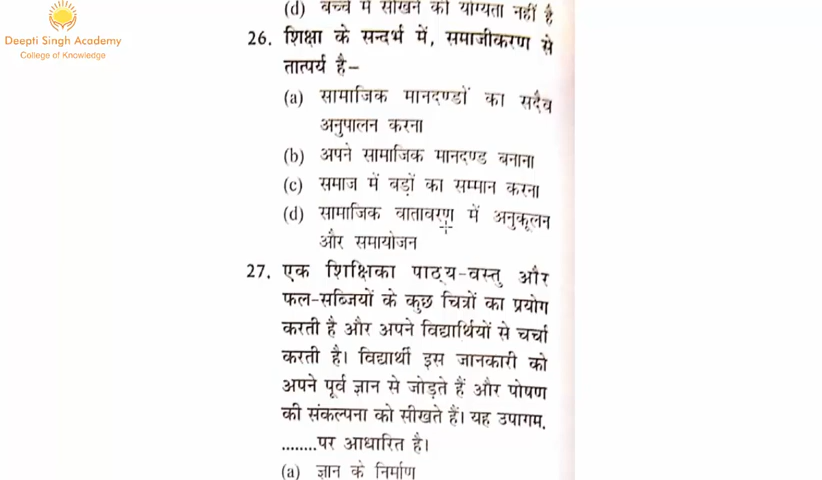 (d) बच्चे में सीखने की योग्यता नहीं है
Deepti Singh Academy
College of Knowledge
26. शिक्षा के सन्दर्भ में, समाजीकरण से
तात्पर्य है–
(a) सामाजिक मानदण्डों का सदैव
अनुपालन करना
(b) अपने सामाजिक मानदण्ड बनाना
(c) समाज में बड़ों का सम्मान करना
(d) सामाजिक वातावरण में अनुकूलन
और समायोजन
27. एक शिक्षिका पाठ्य-वस्तु और
फल-सब्जियों के कुछ चित्रों का प्रयोग
करती है और अपने विद्यार्थियों से चर्चा
करती है। विद्यार्थी इस जानकारी को
अपने पूर्व ज्ञान से जोड़ते हैं और पोषण
की संकल्पना को सीखते हैं। यह उपागम.
........पर आधारित है।
(a) ज्ञान के निर्माण